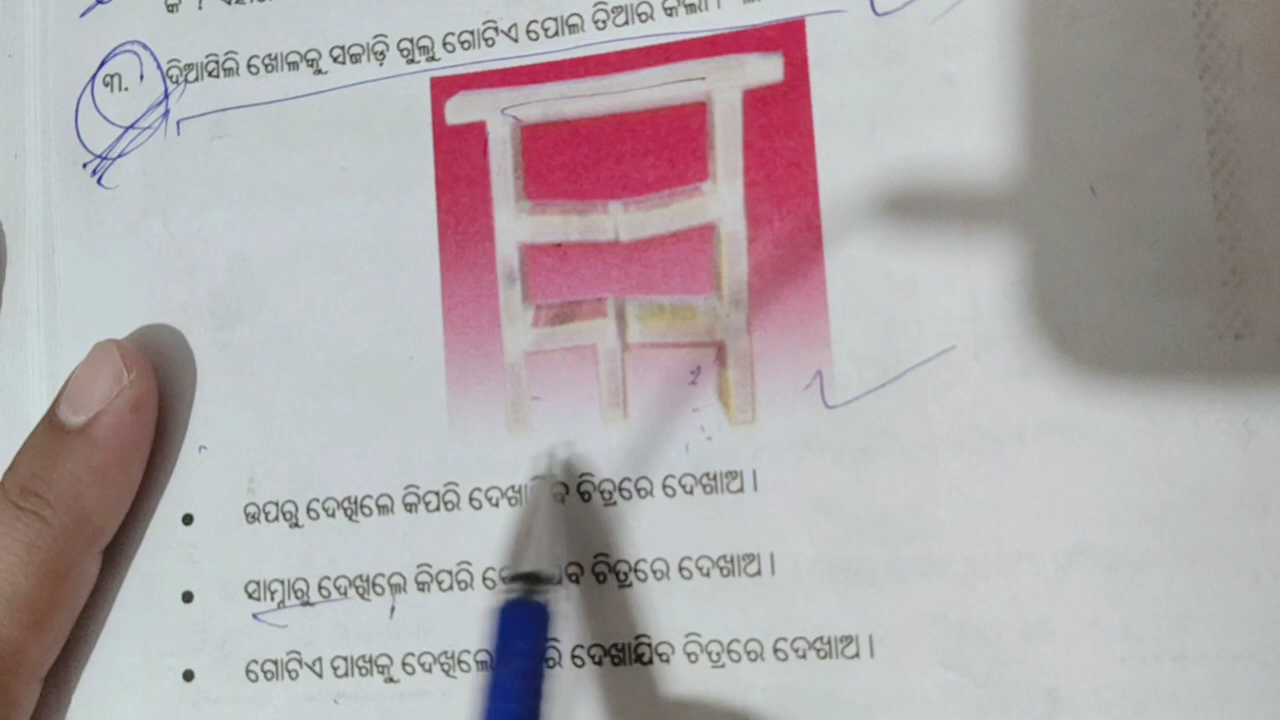 ୩. ଦିଆସିଲି ଖୋଳକୁ ସଜାଡ଼ି ଗୁଲୁ ଗୋଟିଏ ପୋଲ ତିଆରି କଲା।
• ଉପରୁ ଦେଖିଲେ କିପରି ଚିତ୍ରରେ ଦେଖାଅ।
• ସାମ୍ନାରୁ ଦେଖିଲେ କିପରି ଚିତ୍ରରେ ଦେଖାଅ।
• ଗୋଟିଏ ପାଖକୁ ଦେଖିଲେ ଦେଖାଯିବ ଚିତ୍ରରେ ଦେଖାଅ।